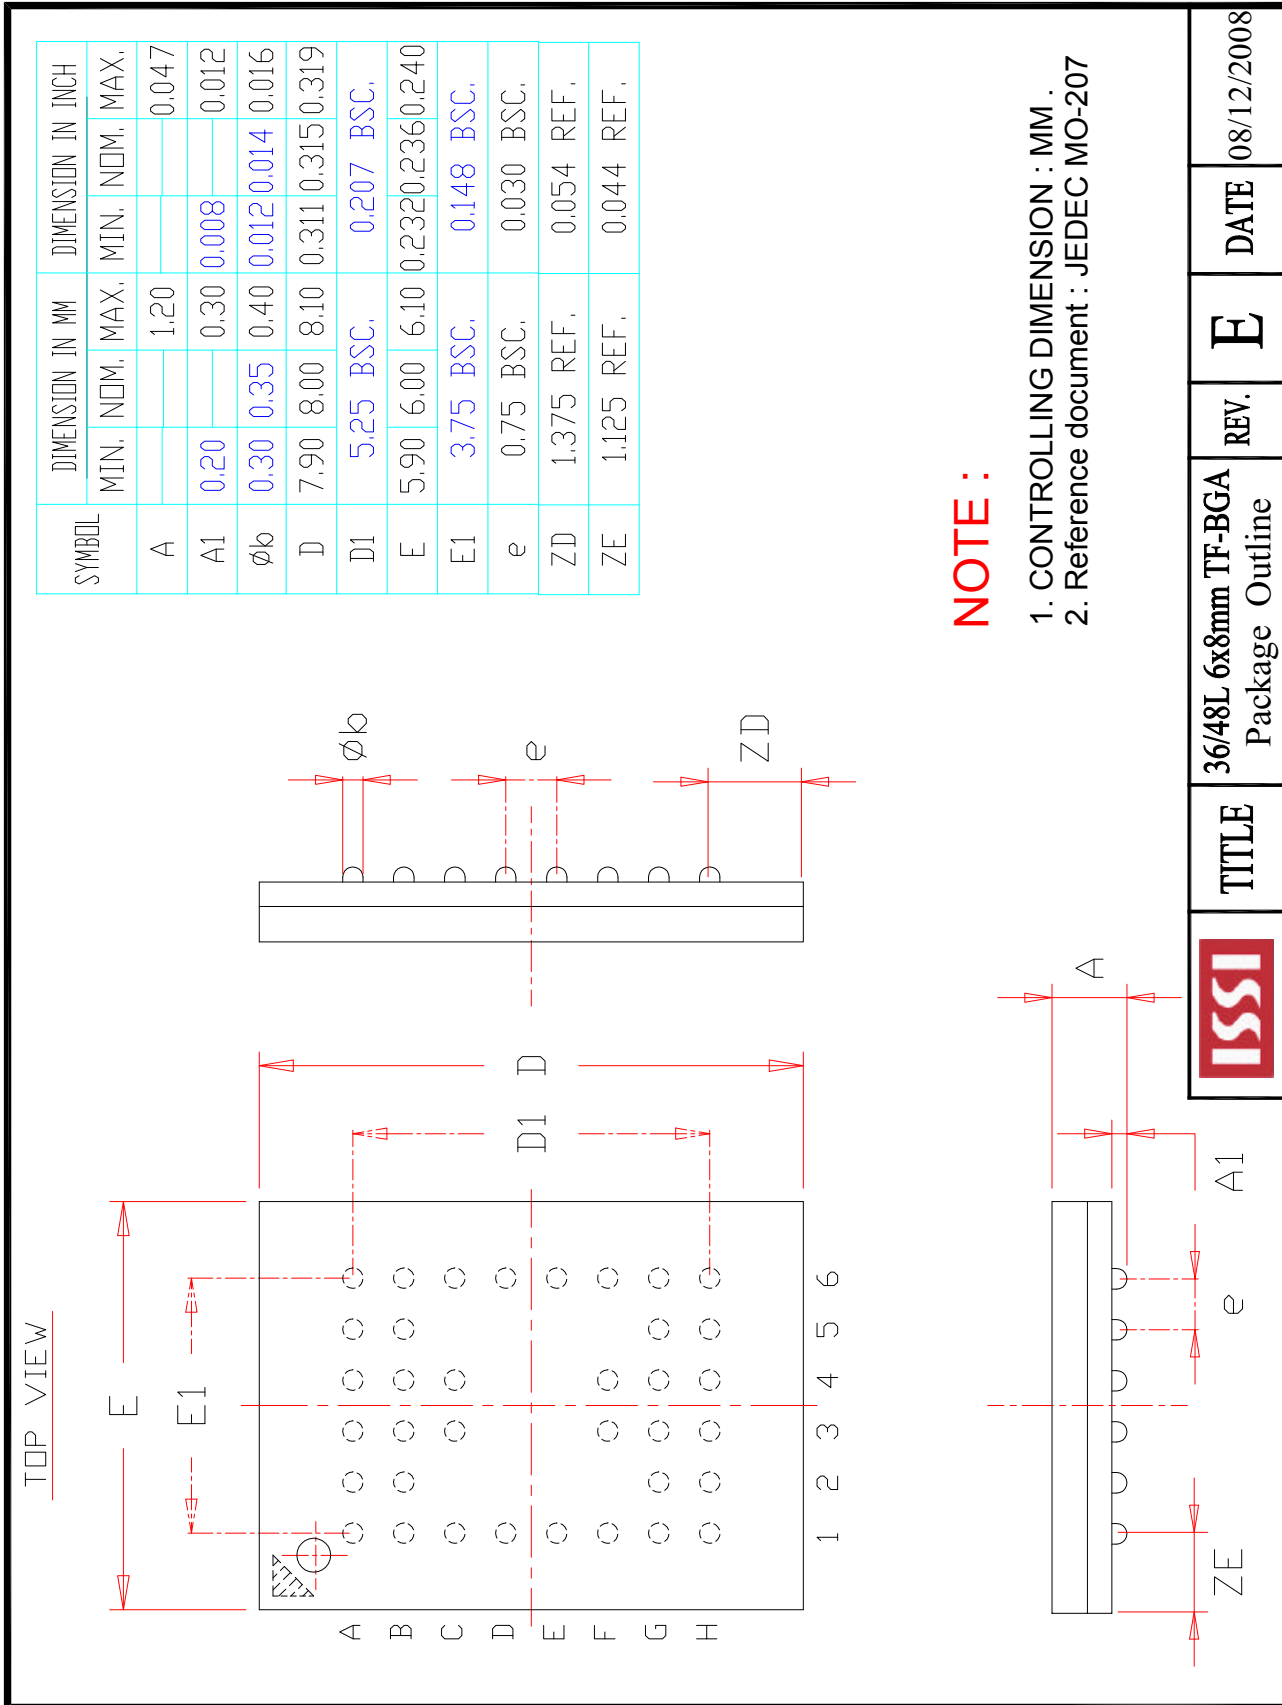 TOP VIEW
E
E1
A
B
C
D
E
F
G
H
1 2 3 4 5 6
D1 D
Øb
e
ZD
ZE
e
A1
A
SYMBOL DIMENSION IN MM DIMENSION IN INCH
MIN. NOM. MAX. MIN. NOM. MAX.
A 1.20 0.047
A1 0.20 0.30 0.008 0.012
Øb 0.30 0.35 0.40 0.012 0.014 0.016
D 7.90 8.00 8.10 0.311 0.315 0.319
D1 5.25 BSC. 0.207 BSC.
E 5.90 6.00 6.10 0.232 0.236 0.240
E1 3.75 BSC. 0.148 BSC.
e 0.75 BSC. 0.030 BSC.
ZD 1.375 REF. 0.054 REF.
ZE 1.125 REF. 0.044 REF.
NOTE :
1. CONTROLLING DIMENSION : MM .
2. Reference document : JEDEC MO-207
ISSI
TITLE
36/48L 6x8mm TF-BGA
Package Outline
REV.
E
DATE
08/12/2008